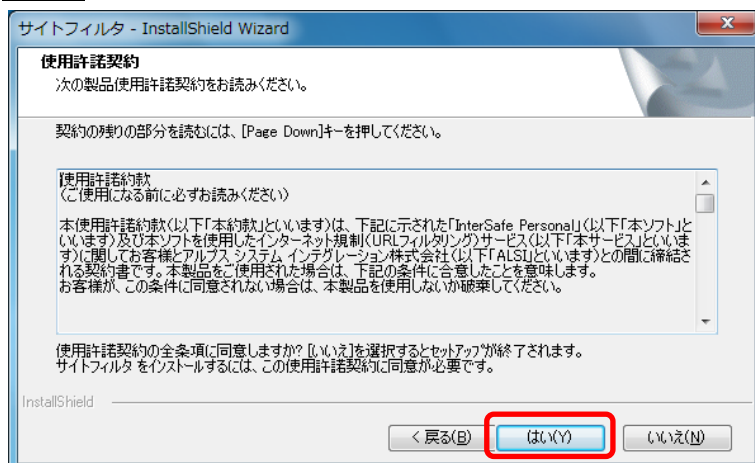 サイトフィルタ - InstallShield Wizard
使用許諾契約
次の製品使用許諾契約をお読みください。
契約の残りの部分を読むには、[Page Down]キーを押してください。
使用許諾約款
(ご使用になる前に必ずお読みください)
本使用許諾約款(以下「本約款」といいます)は、下記に示された「InterSafe Personal」(以下「本ソフト」と
いいます)及び本ソフトを使用したインターネット規制(URLフィルタリング)サービス(以下「本サービス」といいま
す)に関してお客様とアルプス システム インテグレーション株式会社(以下「ALSI」といいます)との間に締結さ
れる契約書です。本製品をご使用された場合は、下記の条件に合意したことを意味します。
お客様が、この条件に同意されない場合は、本製品を使用しないか破棄してください。
使用許諾契約の全条項に同意しますか? [いいえ]を選択するとセットアップが終了されます。
サイトフィルタ をインストールするには、この使用許諾契約に同意が必要です。
InstallShield
< 戻る(B)
はい(Y)
いいえ(N)